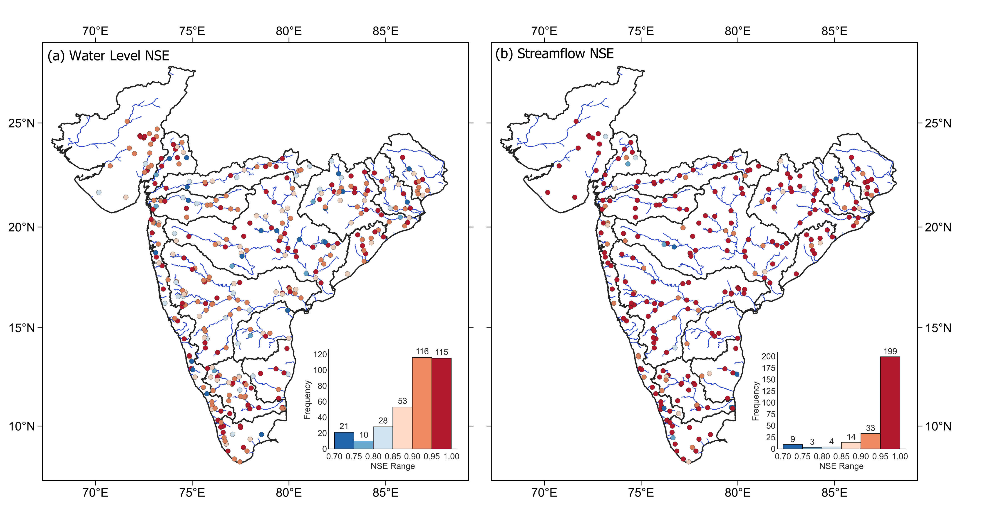 70°E 75°E 80°E 85°E
70°E 75°E 80°E 85°E
(a) Water Level NSE
(b) Streamflow NSE
25°N
20°N
15°N
10°N
25°N
20°N
15°N
10°N
120
100
80
60
40
20
0
Frequency
21
10
28
53
116
115
0.70 0.75 0.80 0.85 0.90 0.95 1.00
NSE Range
200
175
150
125
100
75
50
25
0
Frequency
9
3
4
14
33
199
0.70 0.75 0.80 0.85 0.90 0.95 1.00
NSE Range
70°E 75°E 80°E 85°E
70°E 75°E 80°E 85°E